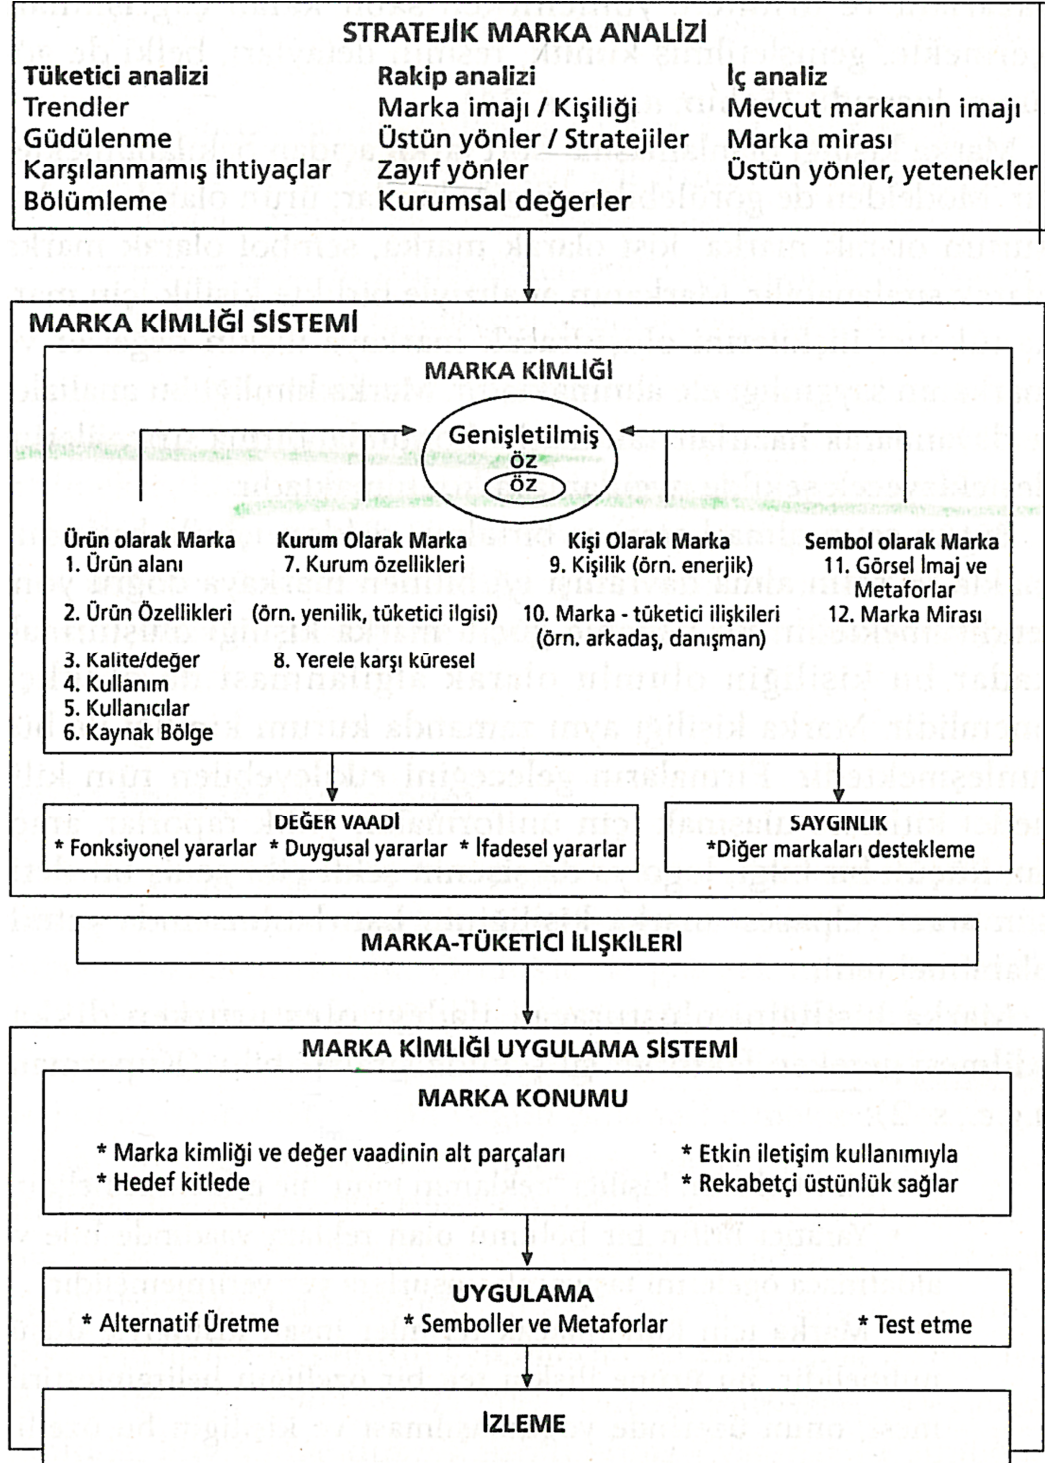 STRATEJİK MARKA ANALİZİ
Tüketici analizi
Trendler
Güdülenme
Karşılanmamış ihtiyaçlar
Bölümleme
Rakip analizi
Marka imajı / Kişiliği
Üstün yönler / Stratejiler
Zayıf yönler
Kurumsal değerler
İç analiz
Mevcut markanın imajı
Marka mirası
Üstün yönler, yetenekler
MARKA KİMLİĞİ SİSTEMİ
MARKA KİMLİĞİ
Genişletilmiş
öz
öz
Ürün olarak Marka
1. Ürün alanı
2. Ürün Özellikleri
3. Kalite/değer
4. Kullanım
5. Kullanıcılar
6. Kaynak Bölge
Kurum Olarak Marka
7. Kurum özellikleri
(örn. yenilik, tüketici ilgisi)
8. Yerele karşı küresel
Kişi Olarak Marka
9. Kişilik (örn. enerjik)
10. Marka - tüketici ilişkileri
(örn. arkadaş, danışman)
Sembol olarak Marka
11. Görsel İmaj ve
Metaforlar
12. Marka Mirası
DEĞER VAADİ
* Fonksiyonel yararlar * Duygusal yararlar * İfadesel yararlar
SAYGINLIK
*Diğer markaları destekleme
MARKA-TÜKETİCİ İLİŞKİLERİ
MARKA KİMLİĞİ UYGULAMA SİSTEMİ
MARKA KONUMU
* Marka kimliği ve değer vaadinin alt parçaları
* Hedef kitlede
* Etkin iletişim kullanımıyla
* Rekabetçi üstünlük sağlar
UYGULAMA
* Alternatif Üretme * Semboller ve Metaforlar * Test etme
İZLEME